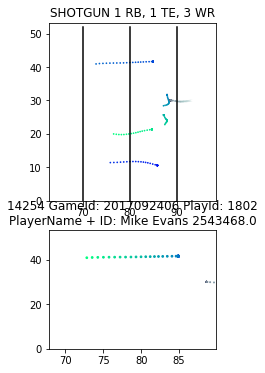 SHOTGUN 1 RB, 1 TE, 3 WR
50
40
30
20
10
0
70 80 90
14254 GameId: 2017092406 PlayId: 1802
PlayerName + ID: Mike Evans 2543468.0
40
20
0
70 75 80 85